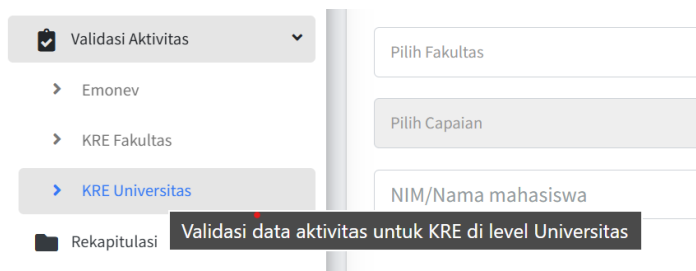 Validasi Aktivitas
Emonev
KRE Fakultas
KRE Universitas
Rekapitulasi
Pilih Fakultas
Pilih Capaian
NIM/Nama mahasiswa
Validasi data aktivitas untuk KRE di level Universitas